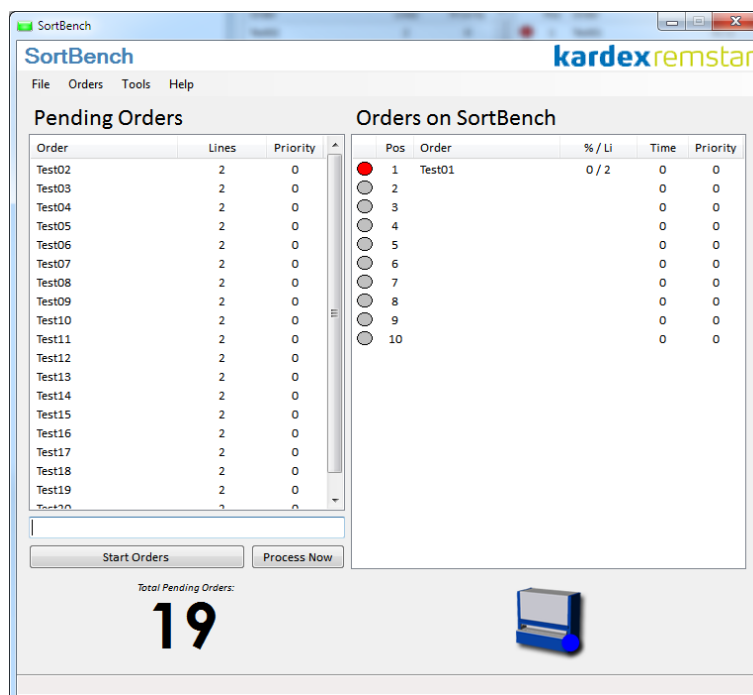 SortBench
SortBench
kardexremstar
File Orders Tools Help
Pending Orders
Order Lines Priority
Test02 2 0
Test03 2 0
Test04 2 0
Test05 2 0
Test06 2 0
Test07 2 0
Test08 2 0
Test09 2 0
Test10 2 0
Test11 2 0
Test12 2 0
Test13 2 0
Test14 2 0
Test15 2 0
Test16 2 0
Test17 2 0
Test18 2 0
Test19 2 0
Test20 2 0
Start Orders Process Now
Total Pending Orders:
19
Orders on SortBench
Pos Order % / Li Time Priority
1 Test01 0 / 2 0 0
2 0 0
3 0 0
4 0 0
5 0 0
6 0 0
7 0 0
8 0 0
9 0 0
10 0 0